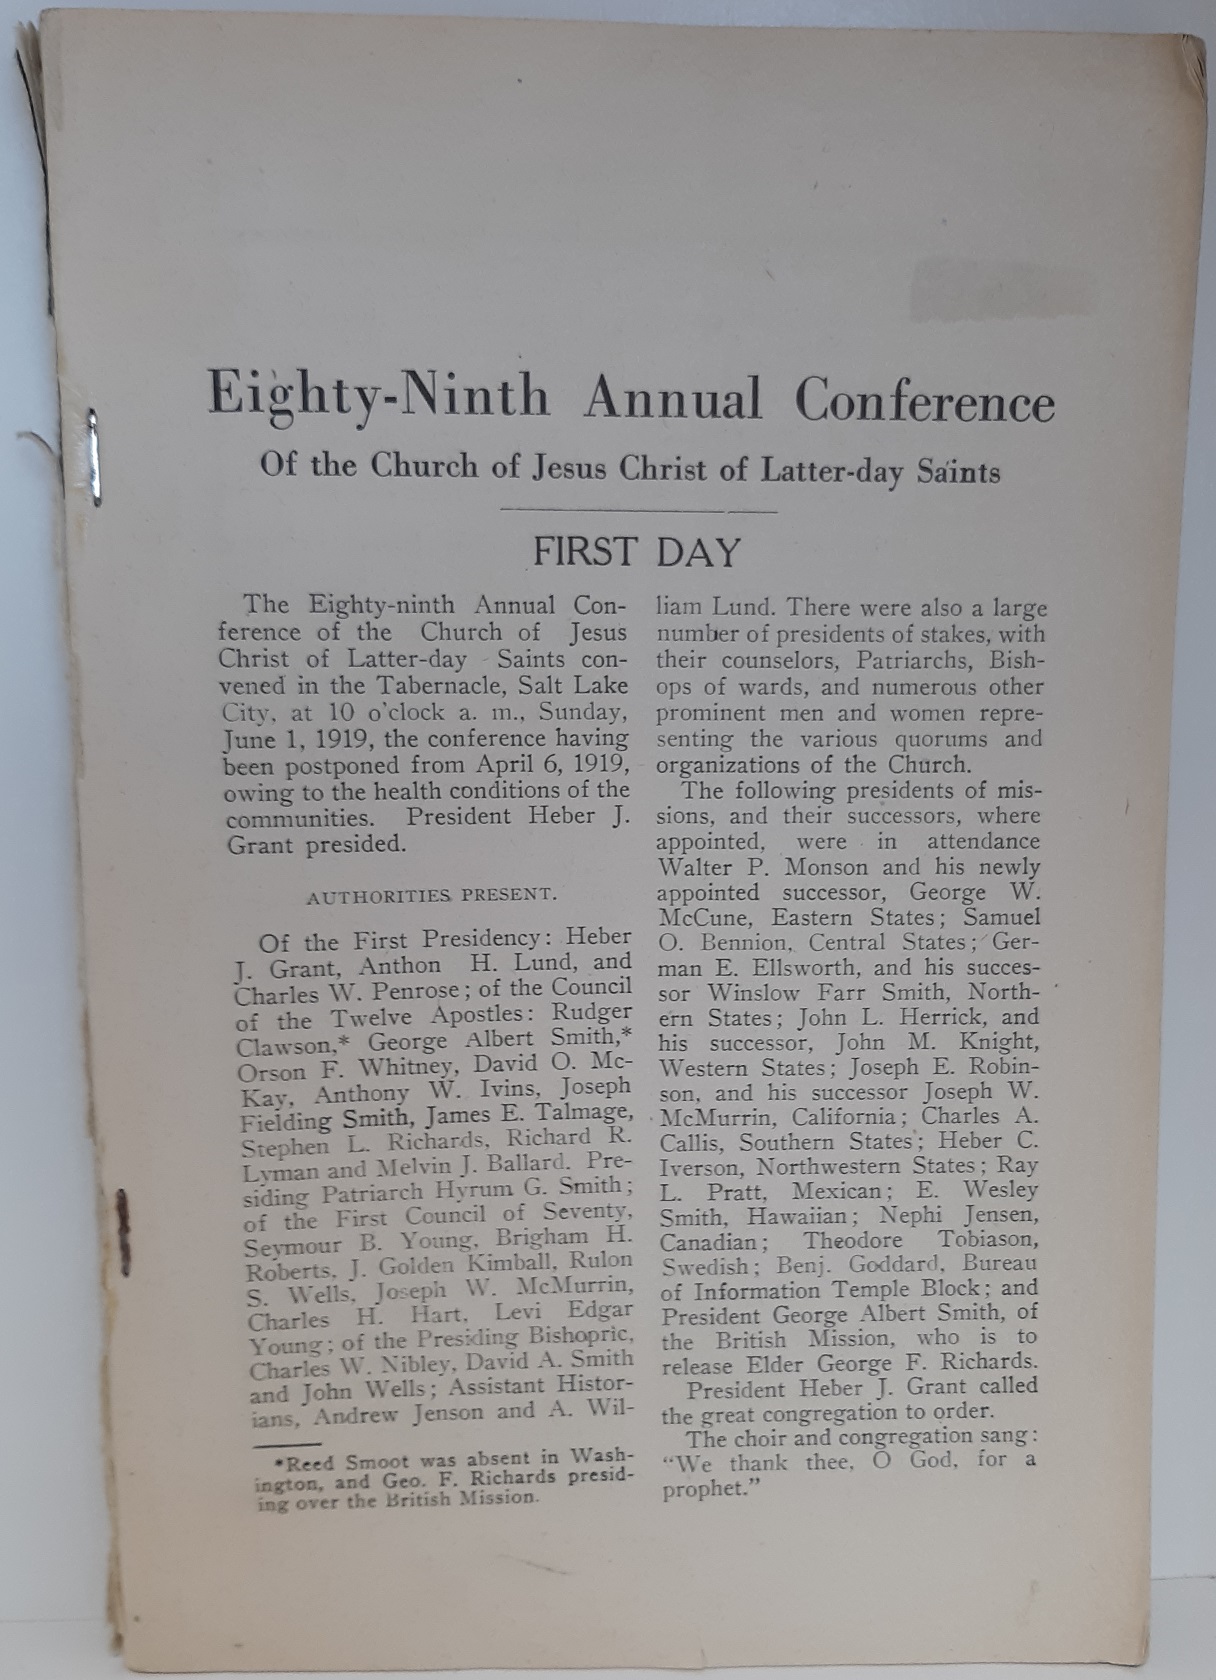 Eighty-Ninth Annual Conference
Of the Church of Jesus Christ of Latter-day Saints
FIRST DAY
The Eighty-ninth Annual Con-
ference of the Church of Jesus
Christ of Latter-day Saints con-
vened in the Tabernacle, Salt Lake
City, at 10 o'clock a. m., Sunday,
June 1, 1919, the conference having
been postponed from April 6, 1919,
owing to the health conditions of the
communities. President Heber J.
Grant presided.
AUTHORITIES PRESENT.
Of the First Presidency: Heber
J. Grant, Anthon H. Lund, and
Charles W. Penrose; of the Council
of the Twelve Apostles: Rudger
Clawson,* George Albert Smith,*
Orson F. Whitney, David O. Mc-
Kay, Anthony W. Ivins, Joseph
Fielding Smith, James E. Talmage,
Stephen L. Richards, Richard R.
Lyman and Melvin J. Ballard. Pre-
siding Patriarch Hyrum G. Smith;
of the First Council of Seventy,
Seymour B. Young, Brigham H.
Roberts, J. Golden Kimball, Rulon
S. Wells, Joseph W. McMurrin,
Charles H. Hart, Levi Edgar
Young; of the Presiding Bishopric,
Charles W. Nibley, David A. Smith
and John Wells; Assistant Histor-
ians, Andrew Jenson and A. Wil-
*Reed Smoot was absent in Wash-
ington, and Geo. F. Richards presid-
ing over the British Mission.
liam Lund. There were also a large
number of presidents of stakes, with
their counselors, Patriarchs, Bish-
ops of wards, and numerous other
prominent men and women repre-
senting the various quorums and
organizations of the Church.
The following presidents of mis-
sions, and their successors, where
appointed, were in attendance
Walter P. Monson and his newly
appointed successor, George W.
McCune, Eastern States; Samuel
O. Bennion, Central States; Ger-
man E. Ellsworth, and his succes-
sor Winslow Farr Smith, North-
ern States; John L. Herrick, and
his successor, John M. Knight,
Western States; Joseph E. Robin-
son, and his successor Joseph W.
McMurrin, California; Charles A.
Callis, Southern States; Heber C.
Iverson, Northwestern States; Ray
L. Pratt, Mexican; E. Wesley
Smith, Hawaiian; Nephi Jensen,
Canadian; Theodore Tobiason,
Swedish; Benj. Goddard, Bureau
of Information Temple Block; and
President George Albert Smith, of
the British Mission, who is to
release Elder George F. Richards.
President Heber J. Grant called
the great congregation to order.
The choir and congregation sang:
"We thank thee, O God, for a
prophet."